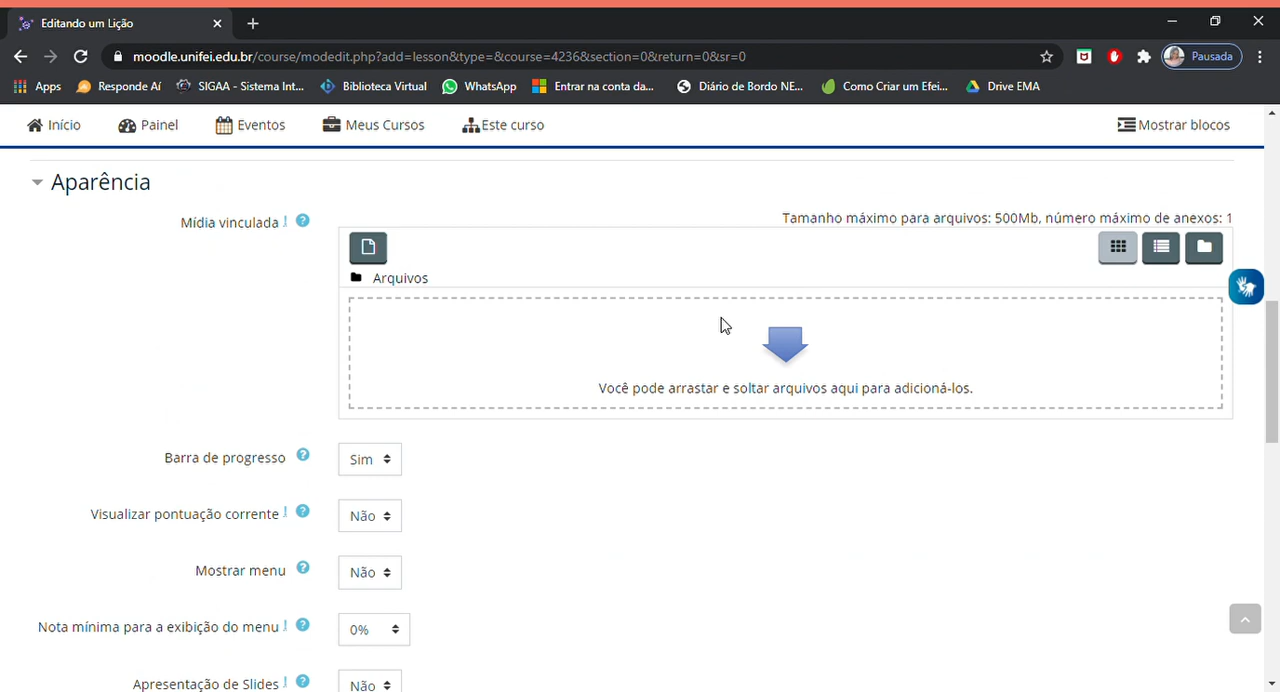 Editando um Lição
moodle.unifei.edu.br/course/modedit.php?add=lesson&type=&course=4236&section=0&return=0&sr=0
Pausada
Apps Responde Aí SIGAA - Sistema Int... Biblioteca Virtual WhatsApp Entrar na conta da... Diário de Bordo NE... Como Criar um Efei... Drive EMA
Início Painel Eventos Meus Cursos Este curso Mostrar blocos
Aparência
Mídia vinculada ! ?
Tamanho máximo para arquivos: 500Mb, número máximo de anexos: 1
Arquivos
Você pode arrastar e soltar arquivos aqui para adicioná-los.
Barra de progresso ? Sim
Visualizar pontuação corrente ! ? Não
Mostrar menu ? Não
Nota mínima para a exibição do menu ! ? 0%
Apresentação de Slides ! ? Não